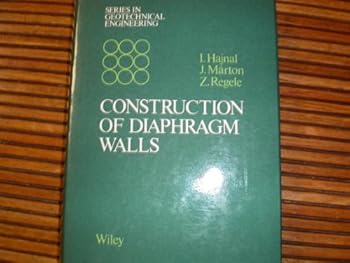 SERIES IN
GEOTECHNICAL
ENGINEERING
I. Hajnal
J. Márton
Z. Regele
CONSTRUCTION
OF DIAPHRAGM
WALLS
Wiley